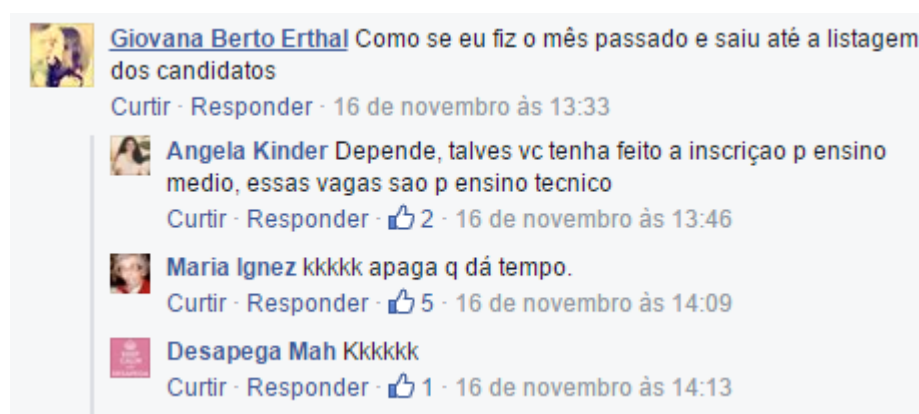 Giovana Berto Erthal Como se eu fiz o mês passado e saiu até a listagem
dos candidatos
Curtir · Responder · 16 de novembro às 13:33
Angela Kinder Depende, talves vc tenha feito a inscriçao p ensino
medio, essas vagas sao p ensino tecnico
Curtir · Responder · 2 · 16 de novembro às 13:46
Maria Ignez kkkkk apaga q dá tempo.
Curtir · Responder · 5 · 16 de novembro às 14:09
Desapega Mah Kkkkkk
Curtir · Responder · 1 · 16 de novembro às 14:13